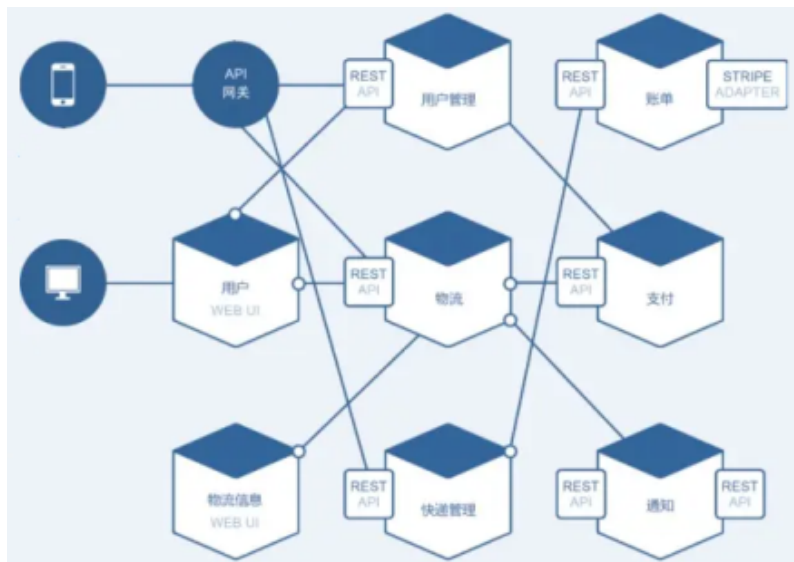 API
网关
REST
API
用户管理
REST
API
账单
STRIPE
ADAPTER
用户
WEB UI
REST
API
物流
REST
API
支付
物流信息
WEB UI
REST
API
快递管理
REST
API
通知
REST
API